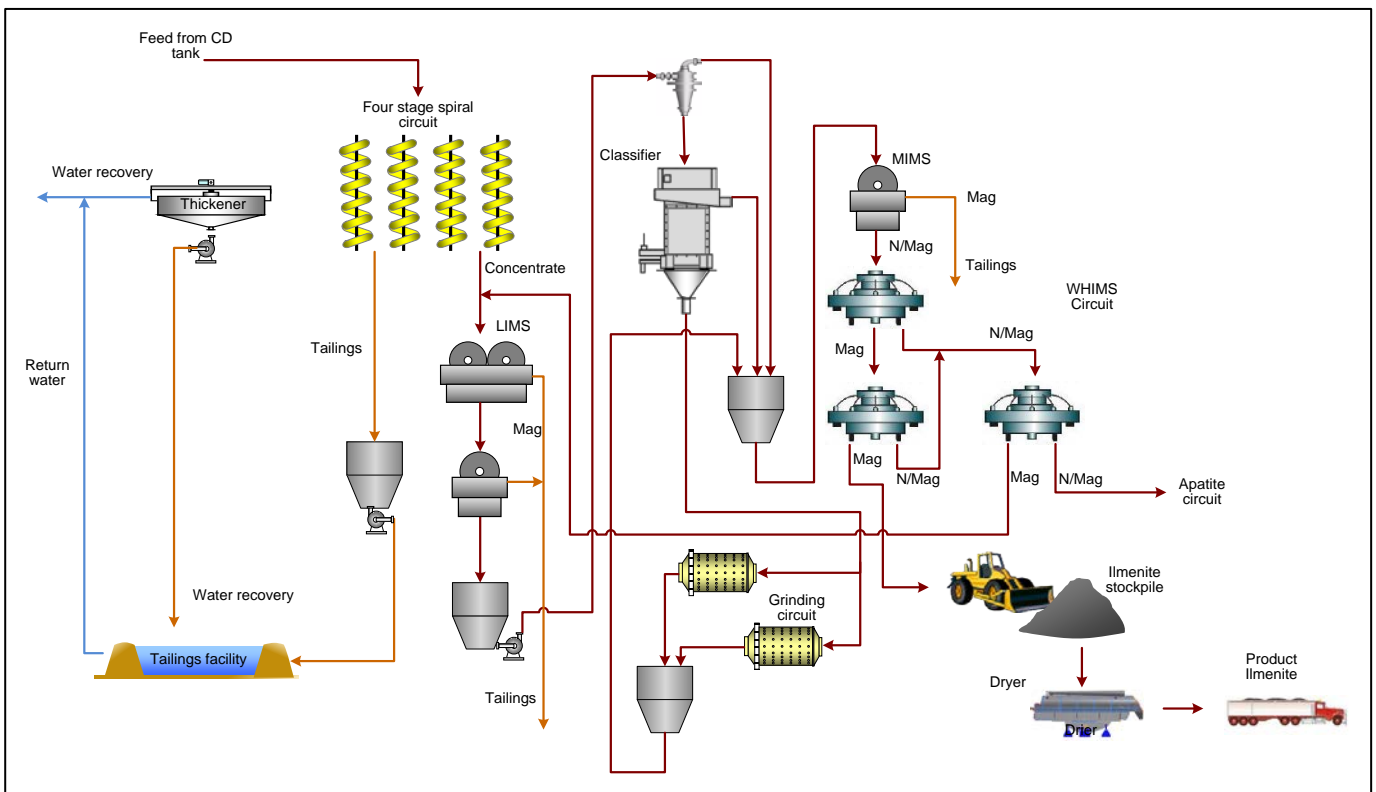 Feed from CD
tank
Four stage spiral
circuit
Water recovery
Thickener
Classifier
MIMS
Mag
N/Mag
Tailings
Concentrate
WHIMS
Circuit
LIMS
Tailings
Return
water
Mag
N/Mag
Mag
Mag
N/Mag
Mag
N/Mag
Apatite
circuit
Water recovery
Grinding
circuit
Ilmenite
stockpile
Tailings facility
Tailings
Dryer
Drier
Product
Ilmenite